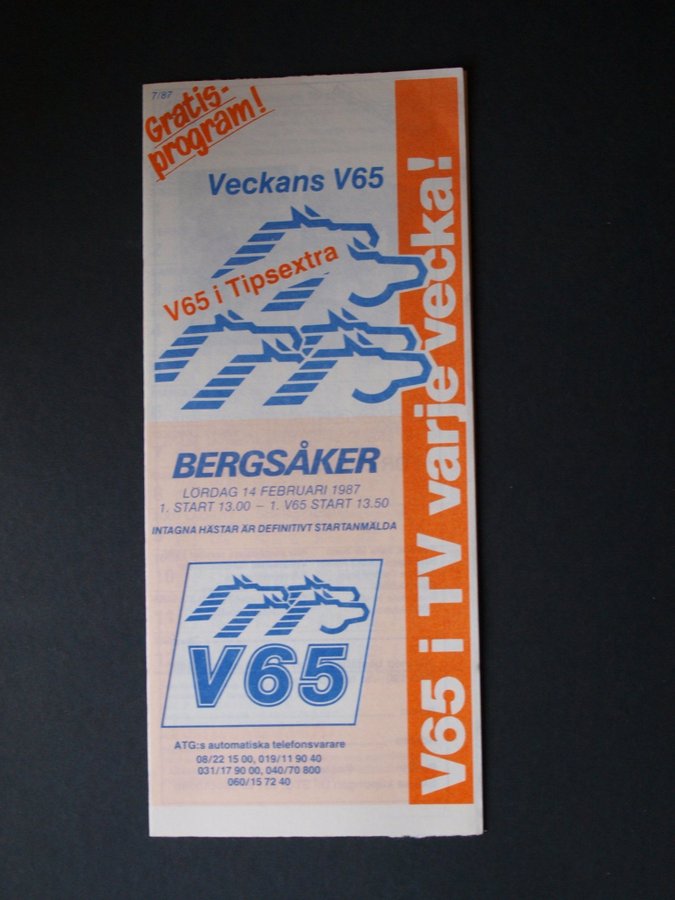 7/87
Gratis-
program!
Veckans V65
V65 i Tipsextra
V65 i TV varje vecka!
BERGSÅKER
LÖRDAG 14 FEBRUARI 1987
1. START 13.00 – 1. V65 START 13.50
INTAGNA HÄSTAR ÄR DEFINITIVT STARTANMÄLDA
V65
ATG:s automatiska telefonsvarare
08/22 15 00, 019/11 90 40
031/17 90 00, 040/70 800
060/15 72 40